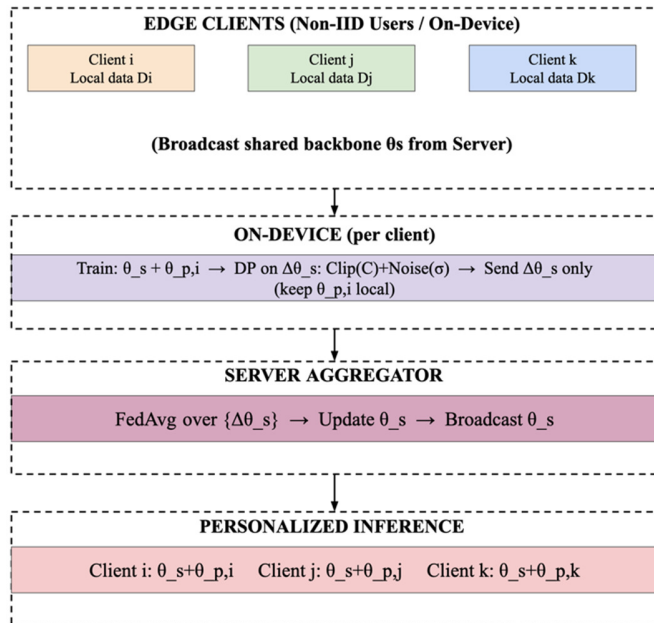 EDGE CLIENTS (Non-IID Users / On-Device)
Client i
Local data Di
Client j
Local data Dj
Client k
Local data Dk
(Broadcast shared backbone θs from Server)
ON-DEVICE (per client)
Train: θ_s + θ_p,i → DP on Δθ_s: Clip(C)+Noise(σ) → Send Δθ_s only
(keep θ_p,i local)
SERVER AGGREGATOR
FedAvg over {Δθ_s} → Update θ_s → Broadcast θ_s
PERSONALIZED INFERENCE
Client i: θ_s+θ_p,i Client j: θ_s+θ_p,j Client k: θ_s+θ_p,k